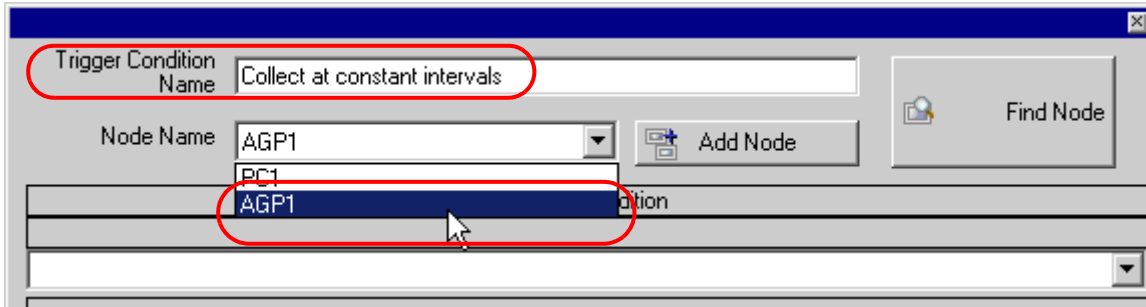 Trigger Condition
Name
Collect at constant intervals
Find Node
Node Name
AGP1
Add Node
PC1
AGP1
dition